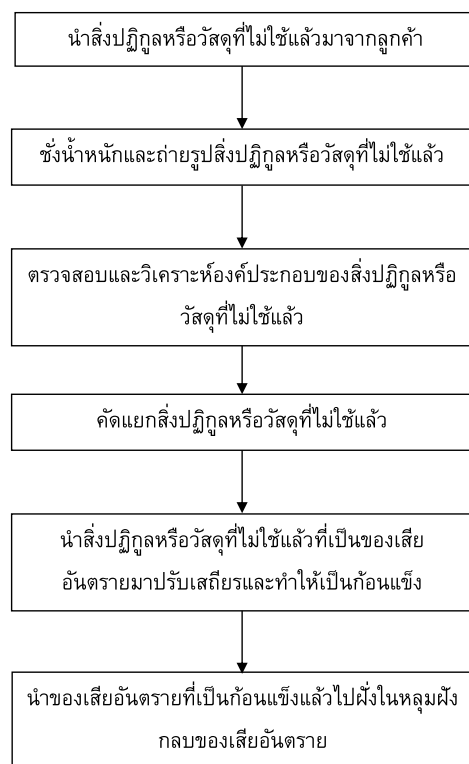 นำสิ่งปฏิกูลหรือวัสดุที่ไม่ใช้แล้วมาจากลูกค้า
ชั่งน้ำหนักและถ่ายรูปสิ่งปฏิกูลหรือวัสดุที่ไม่ใช้แล้ว
ตรวจสอบและวิเคราะห์องค์ประกอบของสิ่งปฏิกูลหรือ
วัสดุที่ไม่ใช้แล้ว
คัดแยกสิ่งปฏิกูลหรือวัสดุที่ไม่ใช้แล้ว
นำสิ่งปฏิกูลหรือวัสดุที่ไม่ใช้แล้วที่เป็นของเสีย
อันตรายมาปรับเสถียรและทำให้เป็นก้อนแข็ง
นำของเสียอันตรายที่เป็นก้อนแข็งแล้วไปฝั่งในหลุมฝัง
กลบของเสียอันตราย